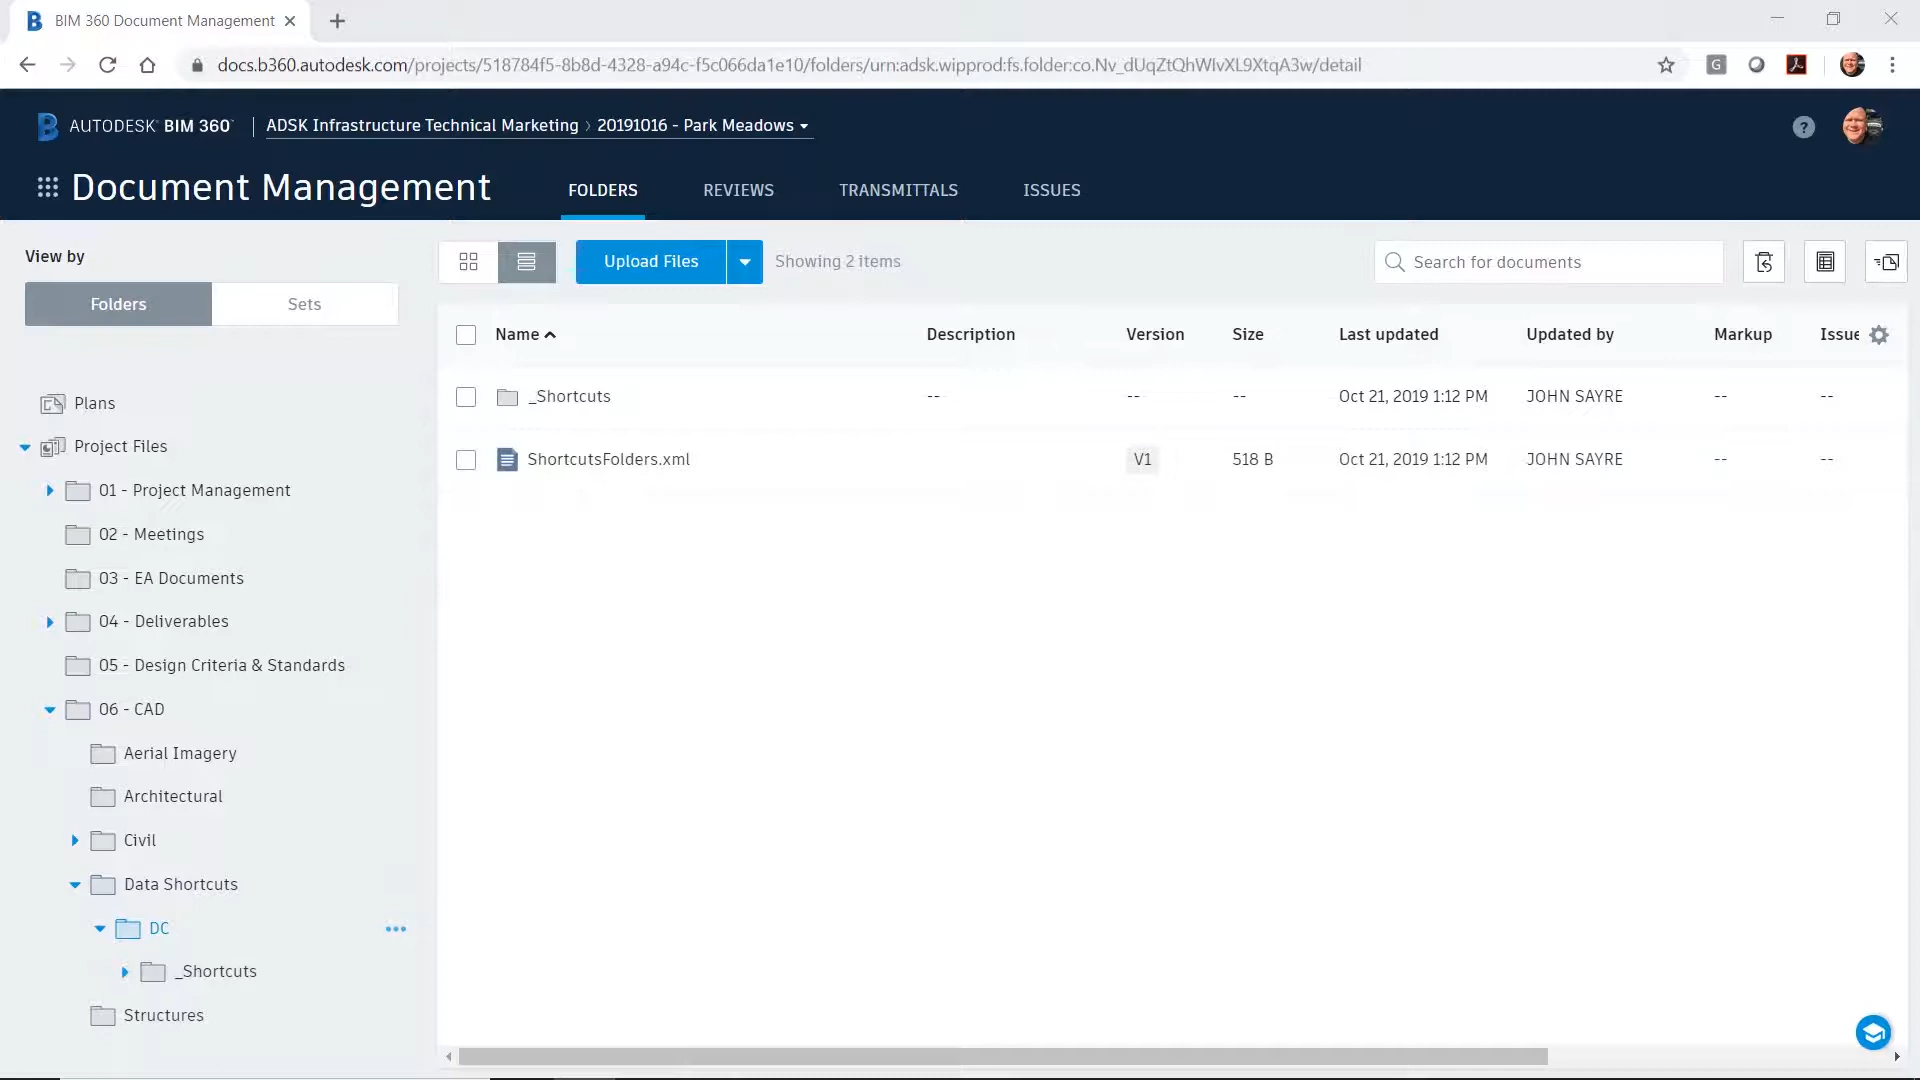 BIM 360 Document Management
docs.b360.autodesk.com/projects/518784f5-8b8d-4328-a94c-f5c066da1e10/folders/urn:adsk.wipprod:fs.folder:co.Nv_dUqZtQhWIvXL9XtqA3w/detail
G
AUTODESK® BIM 360™
ADSK Infrastructure Technical Marketing › 20191016 - Park Meadows
?
Document Management
FOLDERS
REVIEWS
TRANSMITTALS
ISSUES
View by
Folders
Sets
Upload Files
Showing 2 items
Search for documents
Name Description Version Size Last updated Updated by Markup Issue
_Shortcuts -- -- -- Oct 21, 2019 1:12 PM JOHN SAYRE -- --
ShortcutsFolders.xml V1 518 B Oct 21, 2019 1:12 PM JOHN SAYRE -- --
Plans
Project Files
01 - Project Management
02 - Meetings
03 - EA Documents
04 - Deliverables
05 - Design Criteria & Standards
06 - CAD
Aerial Imagery
Architectural
Civil
Data Shortcuts
DC
_Shortcuts
Structures